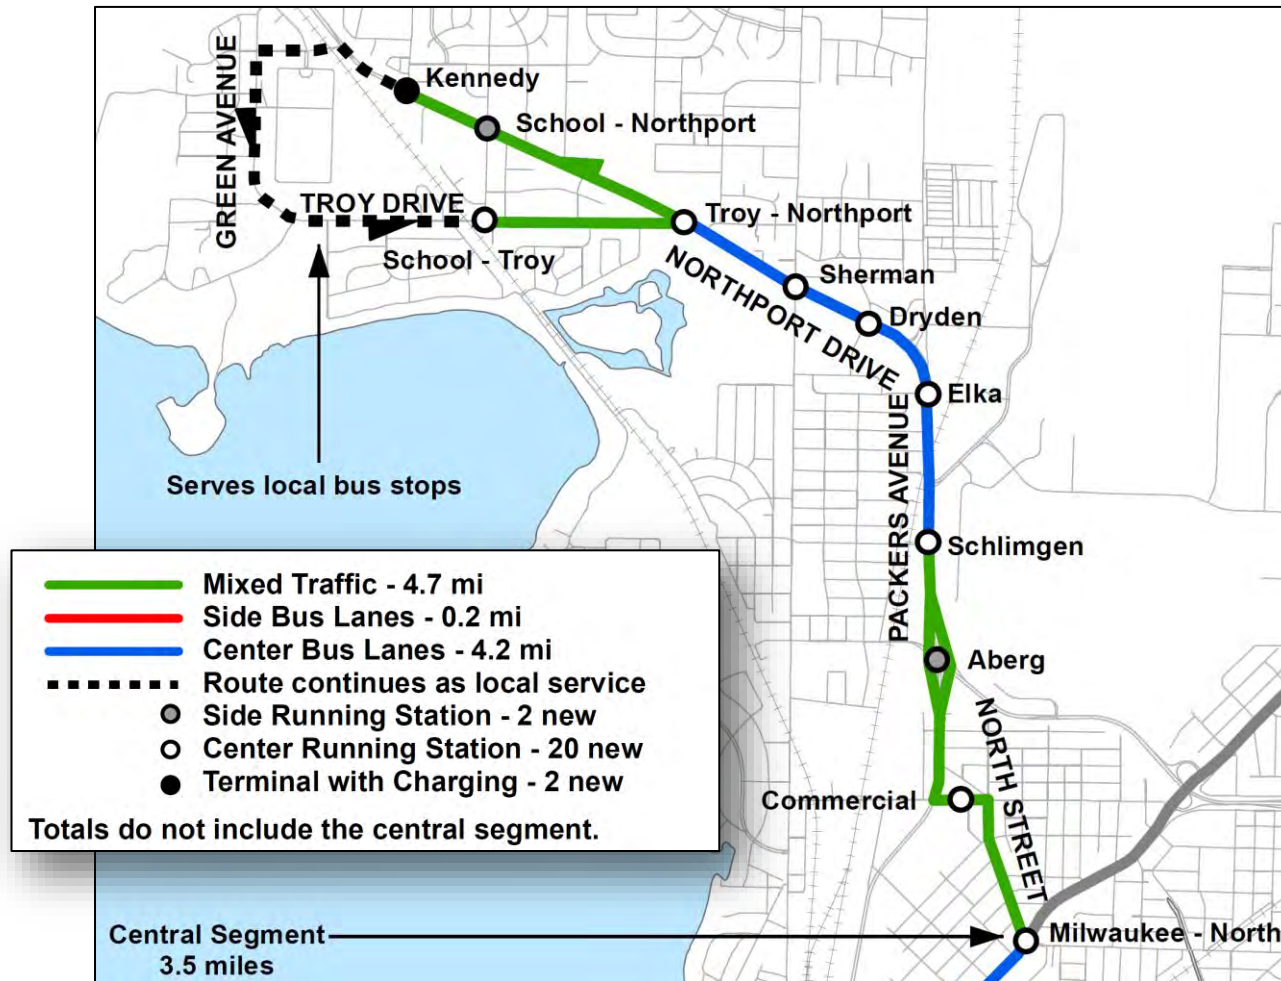 Kennedy
School - Northport
GREEN AVENUE
TROY DRIVE
School - Troy
Troy - Northport
Sherman
NORTHPORT DRIVE
Dryden
Elka
PACKERS AVENUE
Serves local bus stops
Schlimgen
Aberg
NORTH STREET
Commercial
Milwaukee - North
Mixed Traffic - 4.7 mi
Side Bus Lanes - 0.2 mi
Center Bus Lanes - 4.2 mi
Route continues as local service
Side Running Station - 2 new
Center Running Station - 20 new
Terminal with Charging - 2 new
Totals do not include the central segment.
Central Segment
3.5 miles